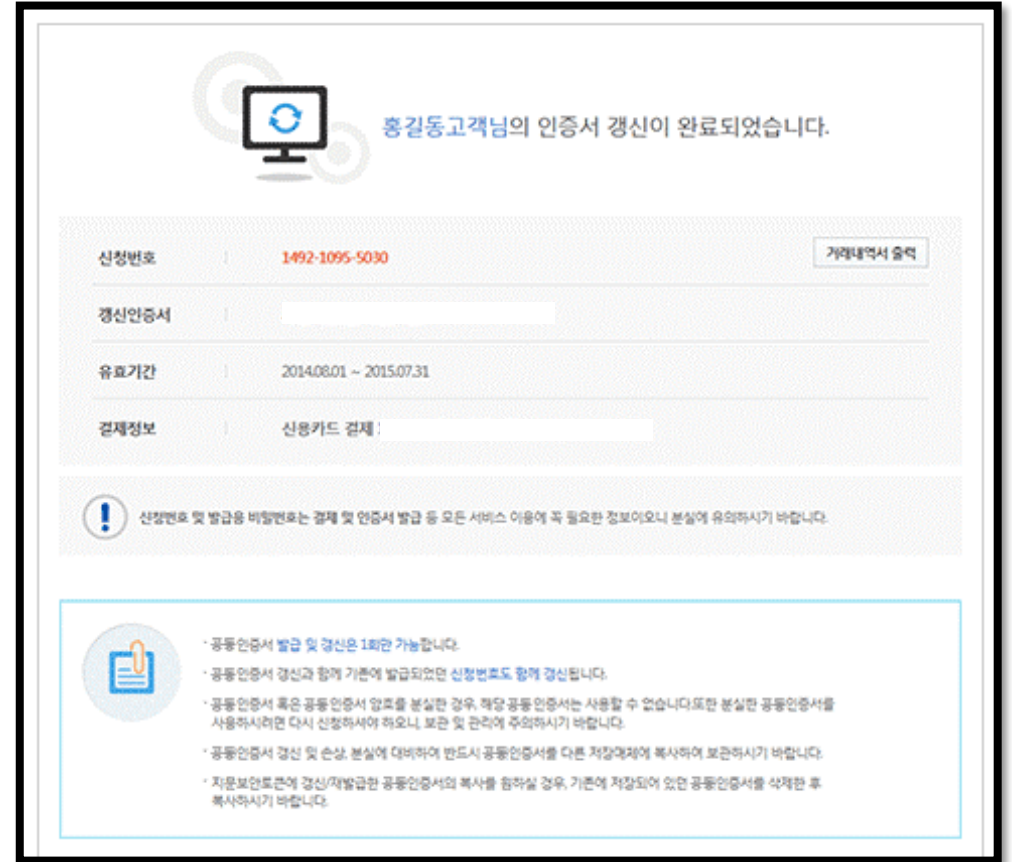 홍길동고객님의 인증서 갱신이 완료되었습니다.
신청번호 1492-1095-5030 거래내역서 출력
갱신인증서
유효기간 2014.08.01 ~ 2015.07.31
결제정보 신용카드 결제
신청번호 및 발급용 비밀번호는 결제 및 인증서 발급 등 모든 서비스 이용에 꼭 필요한 정보이오니 분실에 유의하시기 바랍니다.
· 공동인증서 발급 및 갱신은 1회만 가능합니다.
· 공동인증서 갱신과 함께 기존에 발급되었던 신청번호도 함께 갱신됩니다.
· 공동인증서 혹은 공동인증서 암호를 분실한 경우, 해당 공동인증서는 사용할 수 없습니다.또한 분실한 공동인증서를
사용하시려면 다시 신청하셔야 하오니, 보관 및 관리에 주의하시기 바랍니다.
· 공동인증서 갱신 및 손상, 분실에 대비하여 반드시 공동인증서를 다른 저장매체에 복사하여 보관하시기 바랍니다.
· 지문보안토큰에 갱신/재발급한 공동인증서의 복사를 원하실 경우, 기존에 저장되어 있던 공동인증서를 삭제한 후
복사하시기 바랍니다.